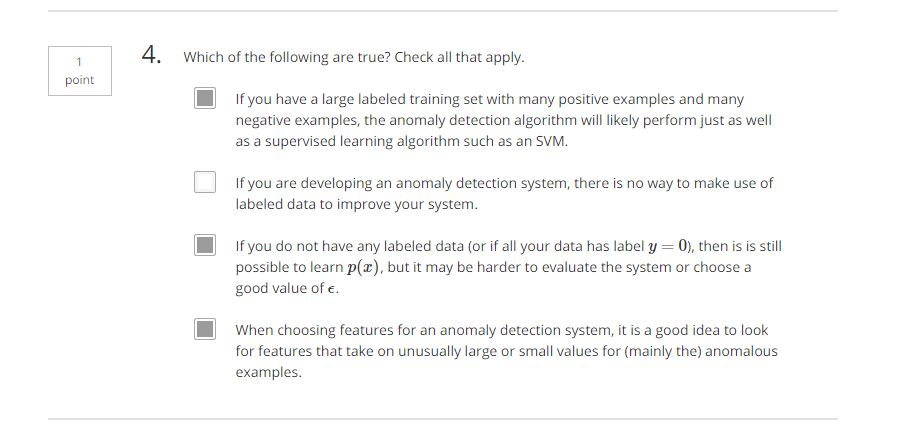 1
point
4.
Which of the following are true? Check all that apply.
If you have a large labeled training set with many positive examples and many
negative examples, the anomaly detection algorithm will likely perform just as well
as a supervised learning algorithm such as an SVM.
If you are developing an anomaly detection system, there is no way to make use of
labeled data to improve your system.
If you do not have any labeled data (or if all your data has label y = 0), then is is still
possible to learn p(x), but it may be harder to evaluate the system or choose a
good value of ϵ.
When choosing features for an anomaly detection system, it is a good idea to look
for features that take on unusually large or small values for (mainly the) anomalous
examples.